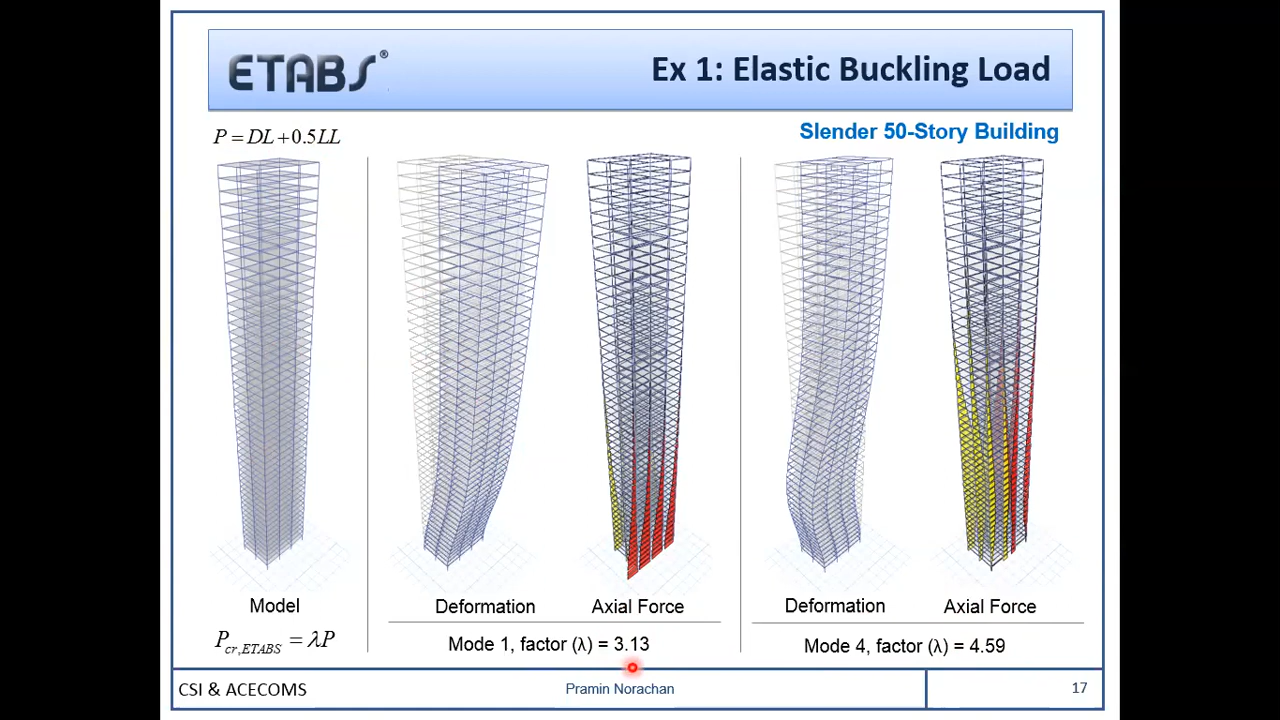 ETABS®
Ex 1: Elastic Buckling Load
Slender 50-Story Building
P = DL + 0.5LL
Model
Deformation
Axial Force
Deformation
Axial Force
P_cr,ETABS = λP
Mode 1, factor (λ) = 3.13
Mode 4, factor (λ) = 4.59
CSI & ACECOMS
Pramin Norachan
17